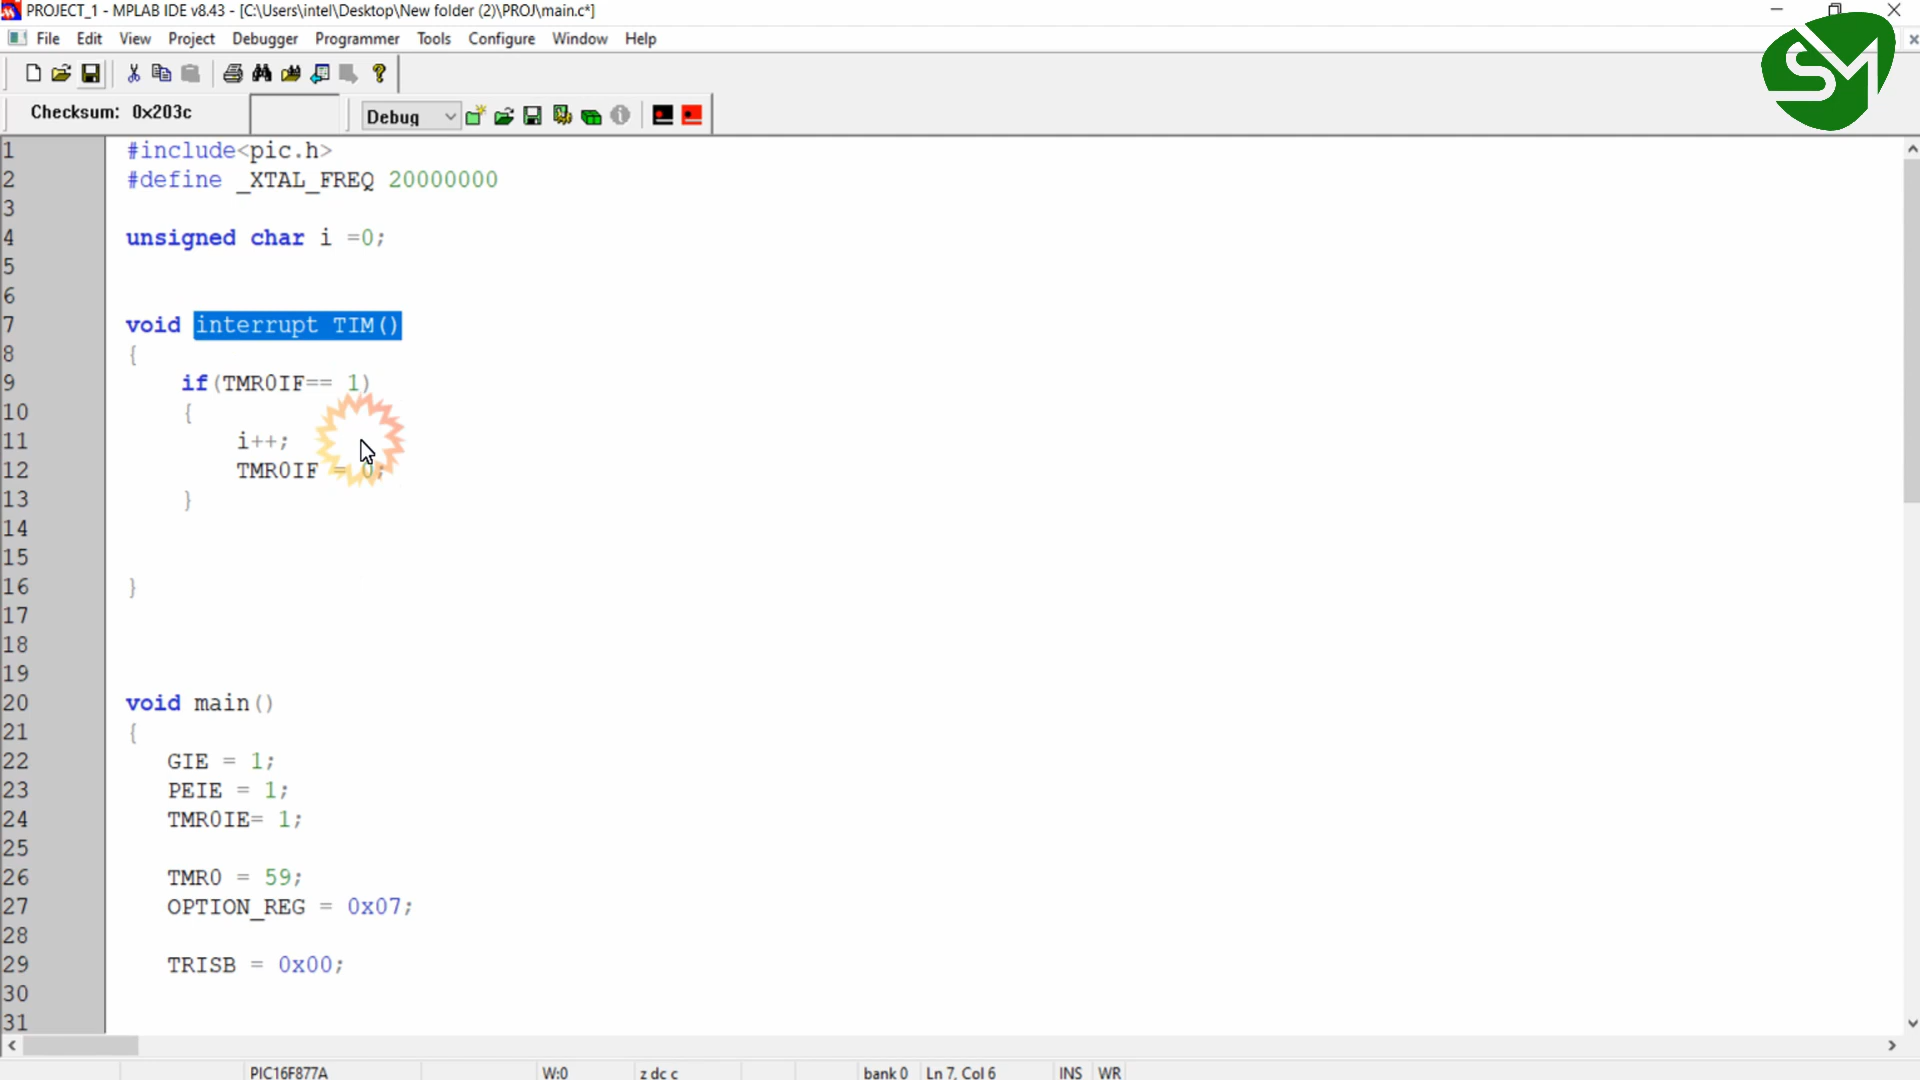 PROJECT_1 - MPLAB IDE v8.43 - [C:\Users\intel\Desktop\New folder (2)\PROJ\main.c*]
File Edit View Project Debugger Programmer Tools Configure Window Help
SM
Checksum: 0x203c
Debug
1 #include<pic.h>
2 #define _XTAL_FREQ 20000000
3
4 unsigned char i =0;
5
6
7 void interrupt TIM()
8 {
9 if(TMR0IF== 1)
10 {
11 i++;
12 TMR0IF = 0;
13 }
14
15
16 }
17
18
19
20 void main()
21 {
22 GIE = 1;
23 PEIE = 1;
24 TMR0IE= 1;
25
26 TMR0 = 59;
27 OPTION_REG = 0x07;
28
29 TRISB = 0x00;
30
31
PIC16F877A W:0 z dc c bank 0 Ln 7, Col 6 INS WR